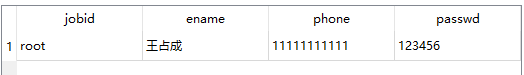 jobid ename phone passwd
1 root 王占成 11111111111 123456